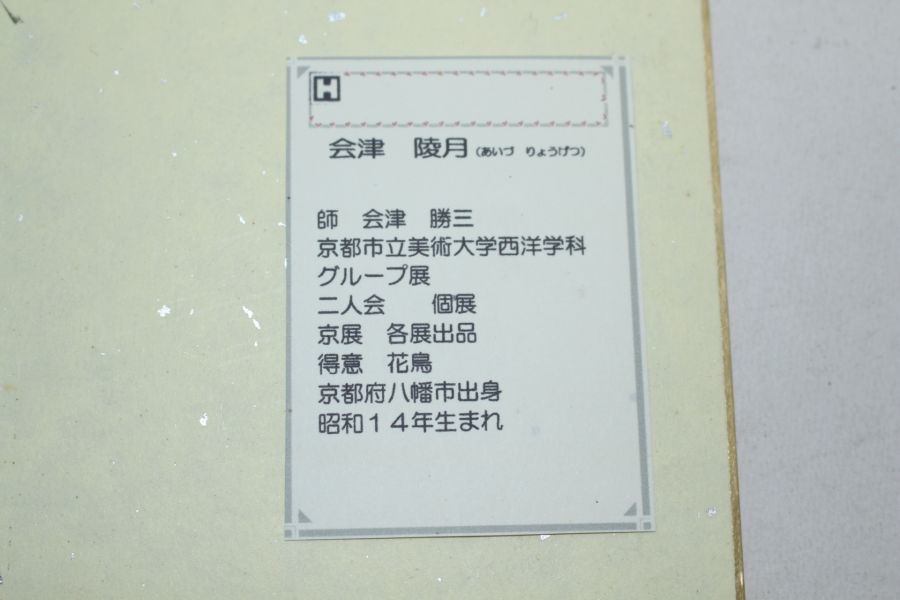 H
会津　陵月(あいづ　りょうげつ)
師　会津　勝三
京都市立美術大学西洋学科
グループ展
二人会　　個展
京展　各展出品
得意　花鳥
京都府八幡市出身
昭和１４年生まれ